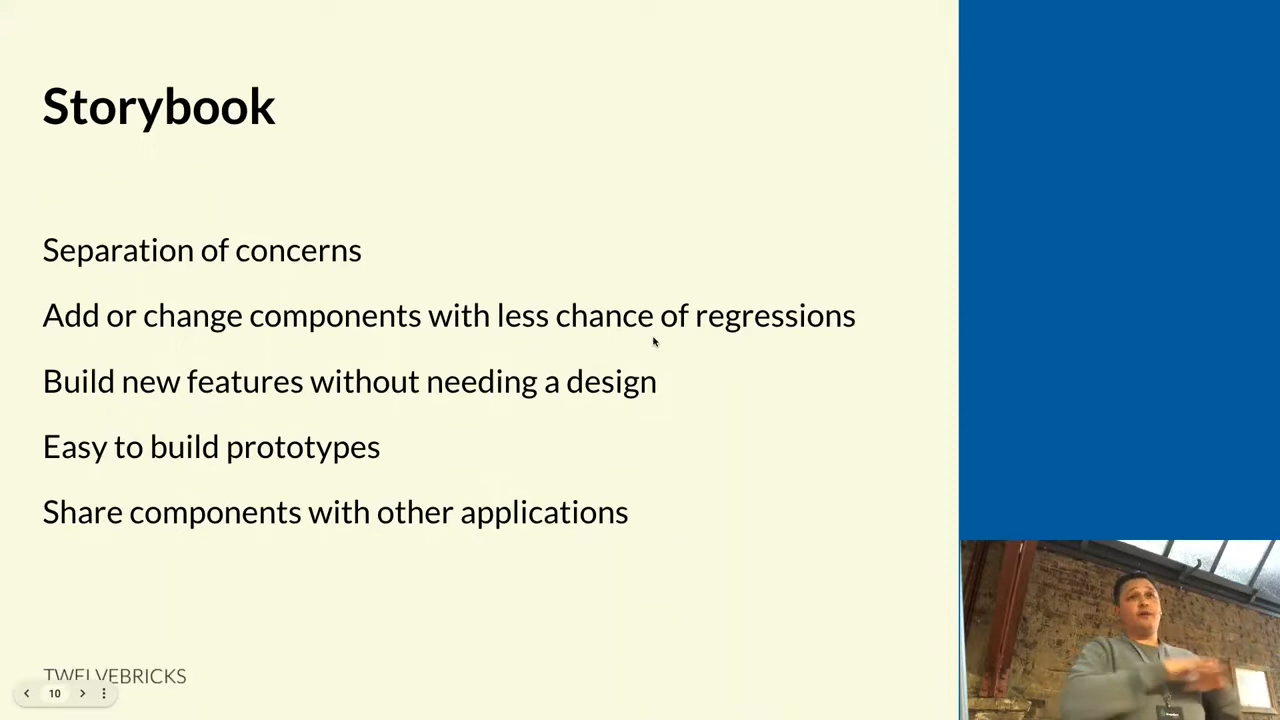 Storybook
Separation of concerns
Add or change components with less chance of regressions
Build new features without needing a design
Easy to build prototypes
Share components with other applications
TWELVEBRICKS
10